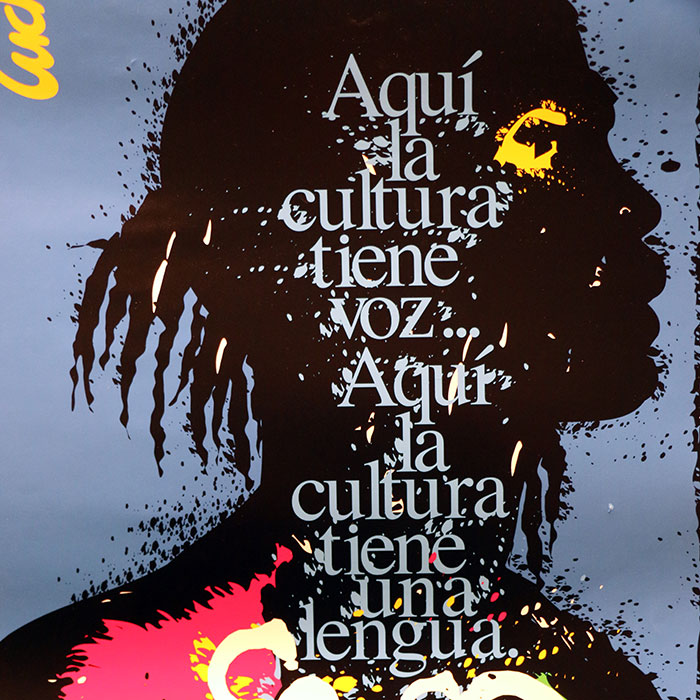 Aquí
la
cultura
tiene
voz...
Aquí
la
cultura
tiene
una
lengua.